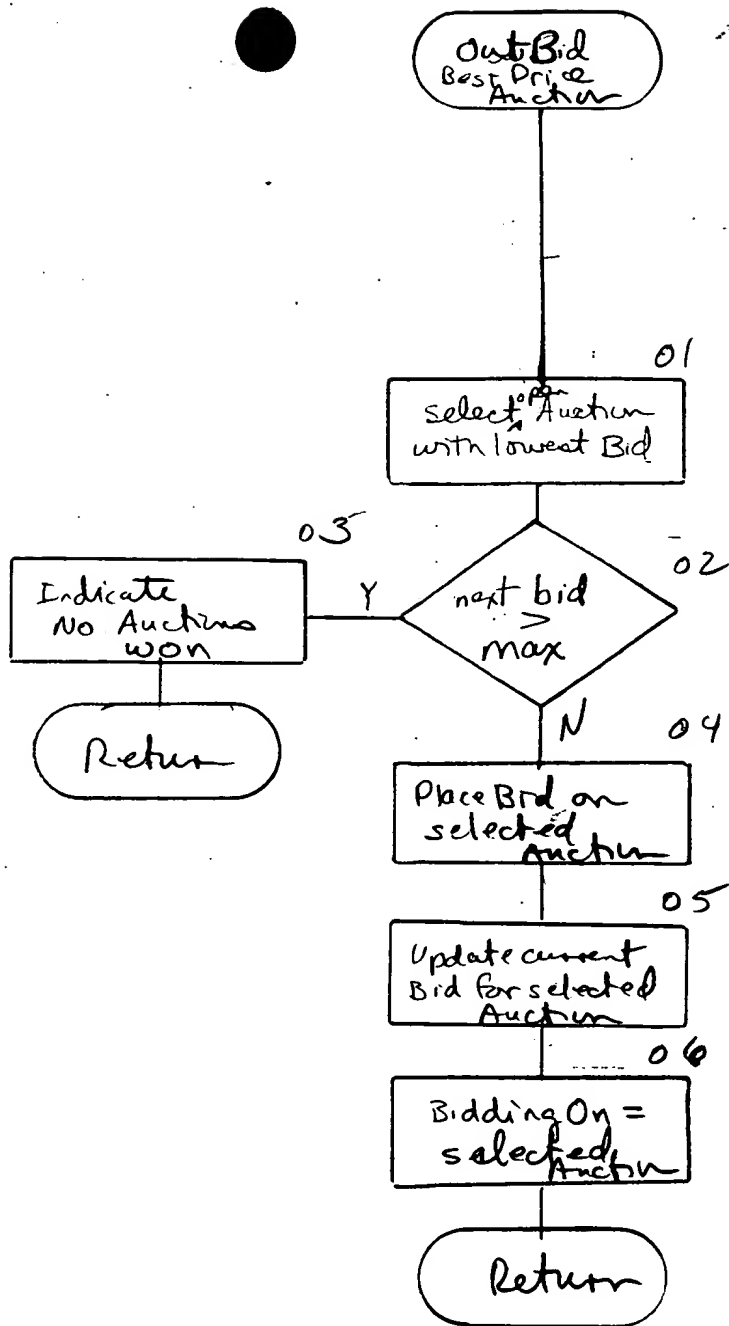 OutBid
Best Price
Auction
01
select open Auction
with lowest Bid
02
next bid
>
max
Y
03
Indicate
No Auctions
won
Return
N
04
Place Bid on
selected
Auction
05
Update current
Bid for selected
Auction
06
Bidding On =
selected
Auction
Return